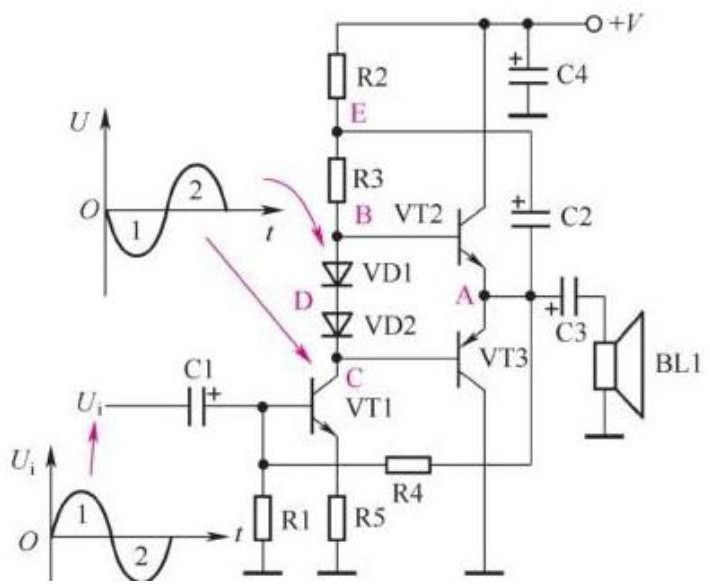 +V
R2
C4
E
U
2
R3
B
VT2
C2
O
1
t
VD1
D
A
VD2
C3
C1
C
VT3
BL1
Ui
VT1
Ui
R4
1
R1
R5
O
t
2